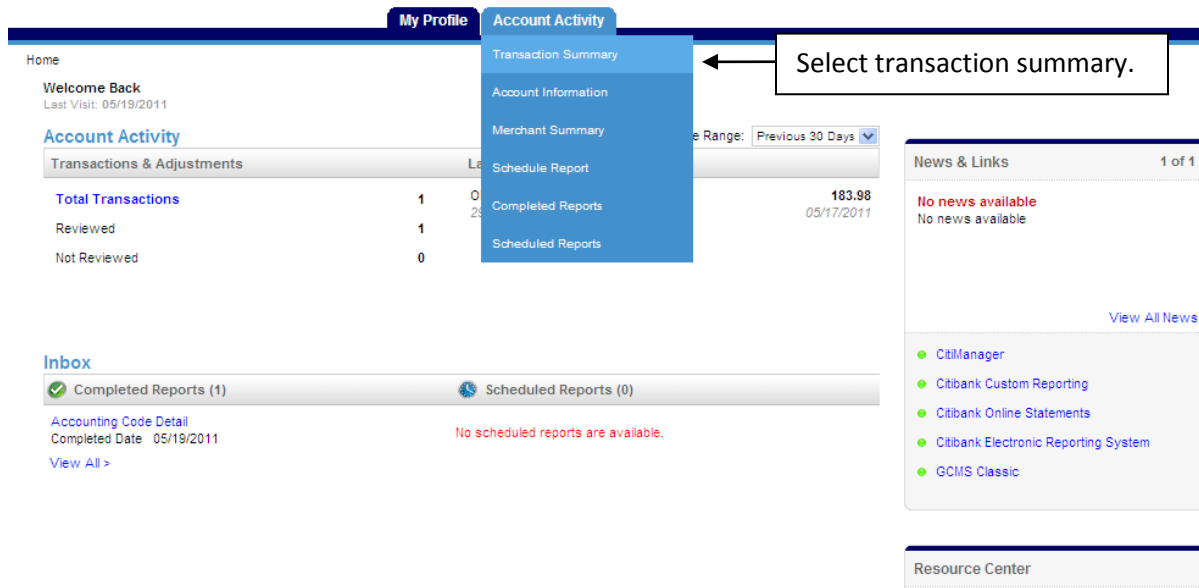 My Profile
Account Activity
Transaction Summary
Account Information
Merchant Summary
Schedule Report
Completed Reports
Scheduled Reports
Select transaction summary.
Home
Welcome Back
Last Visit: 05/19/2011
Account Activity
e Range: Previous 30 Days
Transactions & Adjustments
La
Total Transactions 1
Reviewed 1
Not Reviewed 0
O
29
183.98
05/17/2011
News & Links 1 of 1
No news available
No news available
View All News
CitiManager
Citibank Custom Reporting
Citibank Online Statements
Citibank Electronic Reporting System
GCMS Classic
Inbox
Completed Reports (1)
Scheduled Reports (0)
Accounting Code Detail
Completed Date 05/19/2011
View All >
No scheduled reports are available.
Resource Center